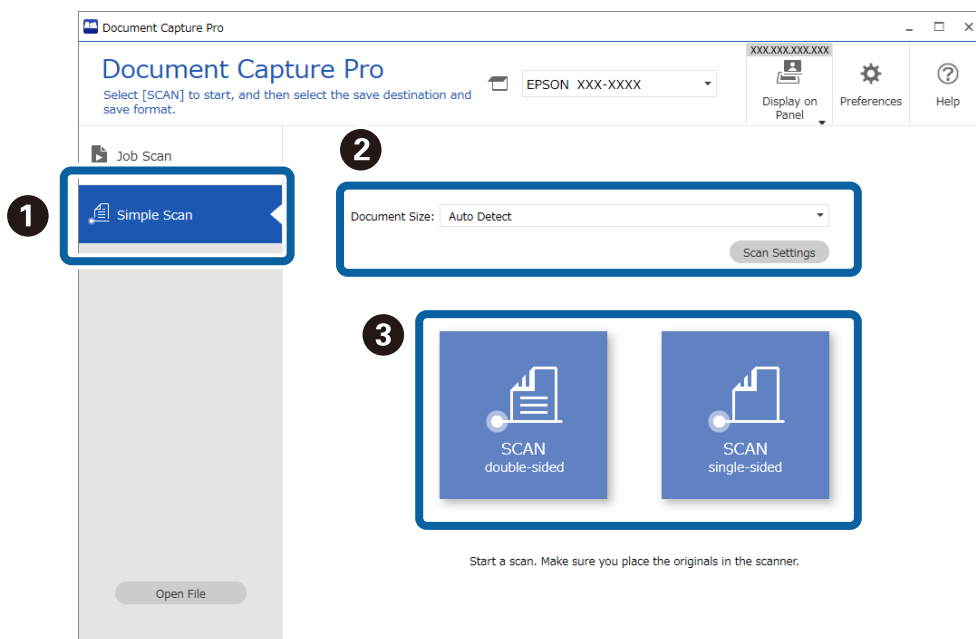 Document Capture Pro
Document Capture Pro
Select [SCAN] to start, and then select the save destination and
save format.
EPSON XXX-XXXX
XXX.XXX.XXX.XXX
Display on
Panel
Preferences
Help
Job Scan
1
Simple Scan
2
Document Size: Auto Detect
Scan Settings
3
SCAN
double-sided
SCAN
single-sided
Start a scan. Make sure you place the originals in the scanner.
Open File